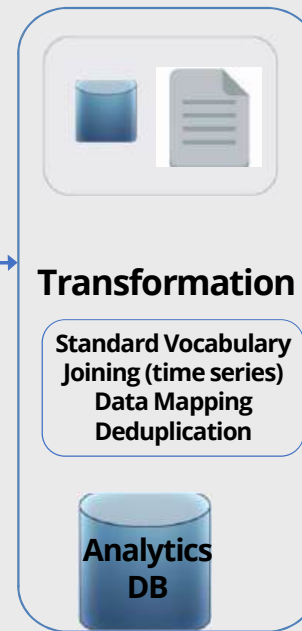 Transformation
Standard Vocabulary
Joining (time series)
Data Mapping
Deduplication
Analytics
DB